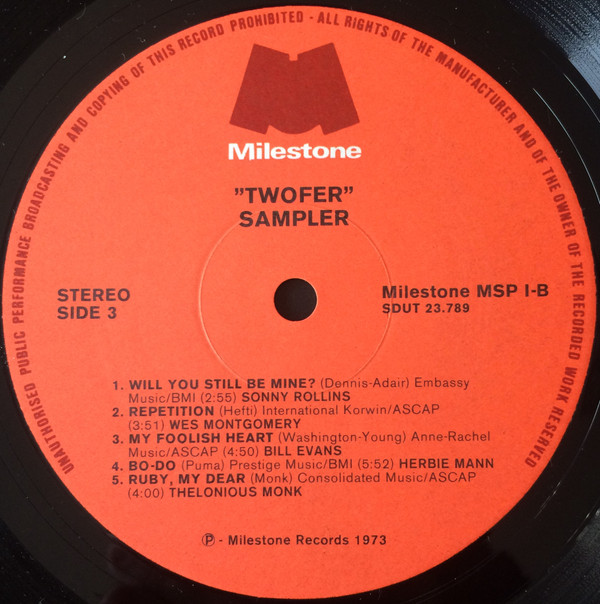 UNAUTHORISED PUBLIC PERFORMANCE BROADCASTING AND COPYING OF THIS RECORD PROHIBITED - ALL RIGHTS OF THE MANUFACTURER AND OF THE OWNER OF THE RECORDED WORK RESERVED
Milestone
"TWOFER"
SAMPLER
STEREO
SIDE 3
Milestone MSP I-B
SDUT 23.789
1. WILL YOU STILL BE MINE? (Dennis-Adair) Embassy
Music/BMI (2:55) SONNY ROLLINS
2. REPETITION (Hefti) International Korwin/ASCAP
(3:51) WES MONTGOMERY
3. MY FOOLISH HEART (Washington-Young) Anne-Rachel
Music/ASCAP (4:50) BILL EVANS
4. BO-DO (Puma) Prestige Music/BMI (5:52) HERBIE MANN
5. RUBY, MY DEAR (Monk) Consolidated Music/ASCAP
(4:00) THELONIOUS MONK
℗ - Milestone Records 1973